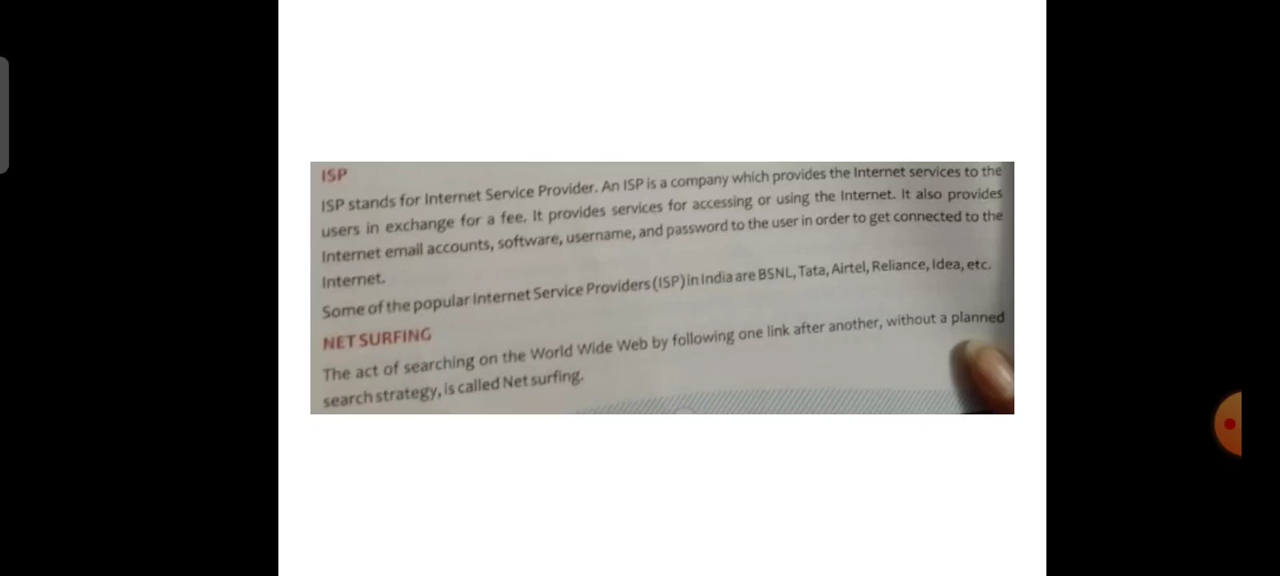 ISP
ISP stands for Internet Service Provider. An ISP is a company which provides the Internet services to the
users in exchange for a fee. It provides services for accessing or using the Internet. It also provides
Internet email accounts, software, username, and password to the user in order to get connected to the
Internet.
Some of the popular Internet Service Providers (ISP) in India are BSNL, Tata, Airtel, Reliance, Idea, etc.
NET SURFING
The act of searching on the World Wide Web by following one link after another, without a planned
search strategy, is called Net surfing.